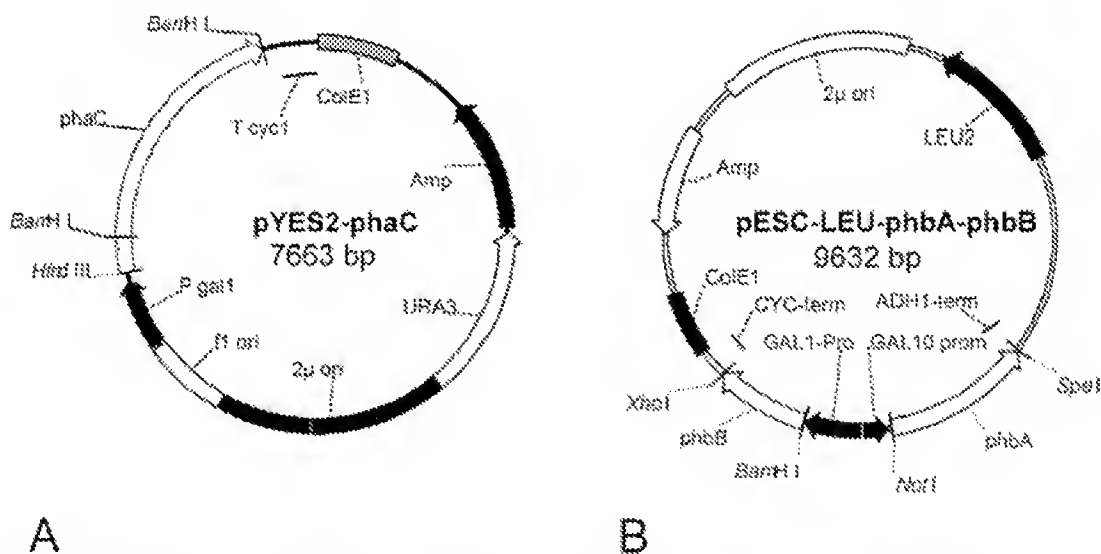 BamH I
phaC
T cyc1
ColE1
Amp
BamH I
Hind III
pYES2-phaC
7663 bp
P gal1
f1 ori
2µ ori
URA3
A
2µ ori
LEU2
Amp
pESC-LEU-phbA-phbB
9632 bp
ColE1
CYC-term
ADH1-term
GAL1-Pro
GAL10 prom
XhoI
phbB
BamH I
NotI
phbA
SpeI
B